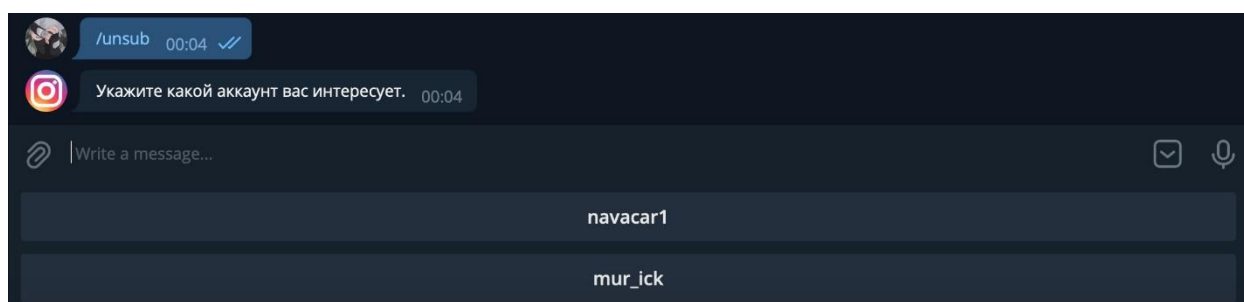 /unsub 00:04
Укажите какой аккаунт вас интересует. 00:04
Write a message...
navacar1
mur_ick